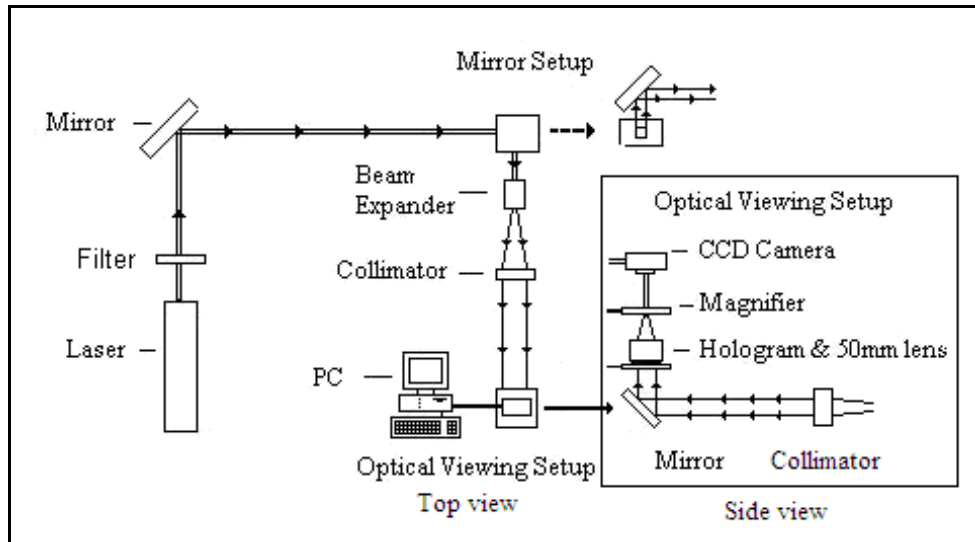 Mirror Setup
Mirror
Beam
Expander
Optical Viewing Setup
Filter
CCD Camera
Collimator
Magnifier
Laser
Hologram & 50mm lens
PC
Mirror
Collimator
Optical Viewing Setup
Top view
Side view